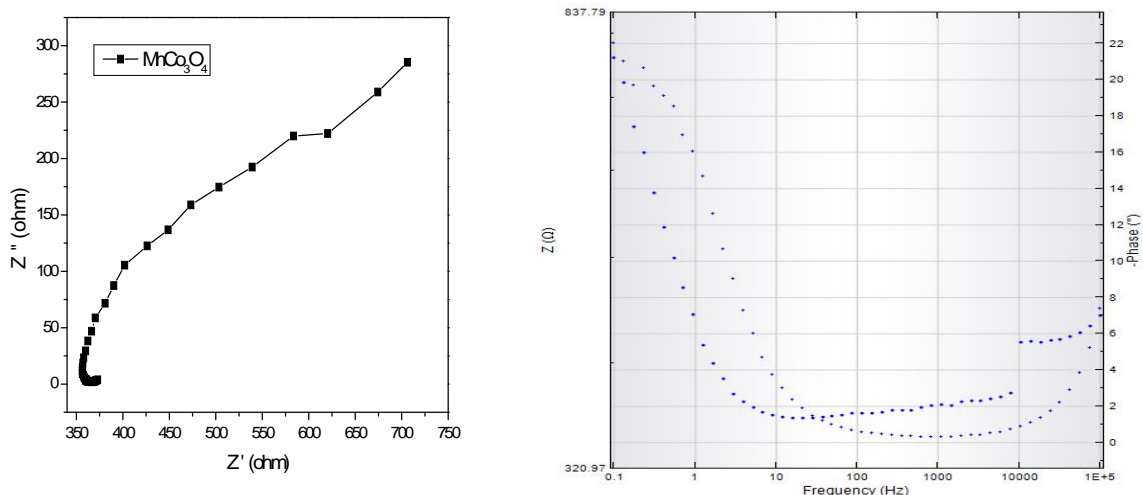 300
250
200
150
100
50
0
Z '' (ohm)
MnCo₃O₄
350 400 450 500 550 600 650 700 750
Z' (ohm)
837.79
Z (Ω)
320.97
22
20
18
16
14
12
10
8
6
4
2
0
-Phase (°)
0.1 1 10 100 1000 10000 1E+5
Frequency (Hz)